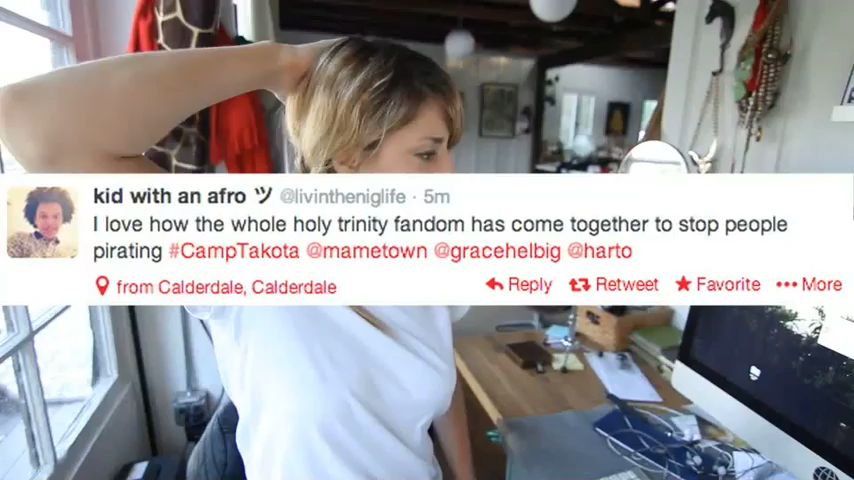 kid with an afro ツ @livintheniglife · 5m
I love how the whole holy trinity fandom has come together to stop people
pirating #CampTakota @mametown @gracehelbig @harto
from Calderdale, Calderdale
Reply Retweet Favorite More